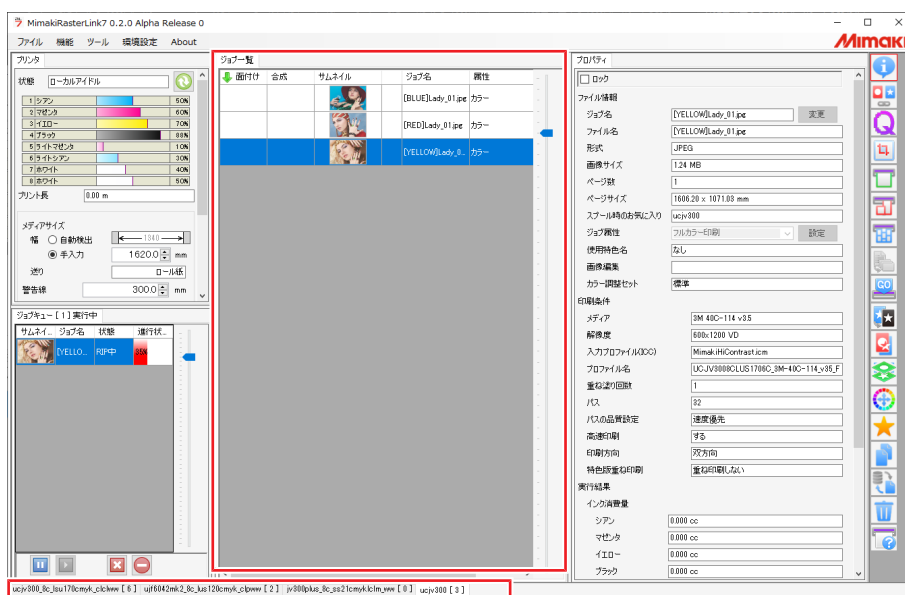 MimakiRasterLink7 0.2.0 Alpha Release 0
ファイル 機能 ツール 環境設定 About
Mimaki
プリンタ
状態 ローカルアイドル
1 シアン 50%
2 マゼンタ 60%
3 イエロー 70%
4 ブラック 88%
5 ライトマゼンタ 10%
6 ライトシアン 30%
7 ホワイト 40%
8 ホワイト 50%
プリント長 0.00 m
メディアサイズ
幅 自動検出 1340
手入力 1620.0 mm
送り ロール紙
警告線 300.0 mm
ジョブキュー [ 1 ] 実行中
サムネイ... ジョブ名 状態 進行状...
[YELLO... RIP中 35%
ジョブ一覧
面付け 合成 サムネイル ジョブ名 属性
[BLUE]Lady_01.jpg カラー
[RED]Lady_01.jpg カラー
[YELLOW]Lady_0... カラー
プロパティ
ロック
ファイル情報
ジョブ名 [YELLOW]Lady_01.jpg 変更
ファイル名 [YELLOW]Lady_01.jpg
形式 JPEG
画像サイズ 1.24 MB
ページ数 1
ページサイズ 1606.20 x 1071.03 mm
スプール時のお気に入り ucjv300
ジョブ属性 フルカラー印刷 設定
使用特色名 なし
画像編集
カラー調整セット 標準
印刷条件
メディア 3M 40C-114 v3.5
解像度 600x1200 VD
入力プロファイル(ICC) MimakiHiContrast.icm
プロファイル名 UCJV3008CLUS1706C_3M-40C-114_v35_F
重ね塗り回数 1
パス 32
パスの品質設定 速度優先
高速印刷 する
印刷方向 双方向
特色版重ね印刷 重ね印刷しない
実行結果
インク消費量
シアン 0.000 cc
マゼンタ 0.000 cc
イエロー 0.000 cc
ブラック 0.000 cc
GO
ucjv300_8c_lsu170cmyk_clclww [ 6 ] ujf6042mk2_8c_lus120cmyk_clpww [ 2 ] jv300plus_8c_ss21cmyklclm_ww [ 0 ] ucjv300 [ 3 ]